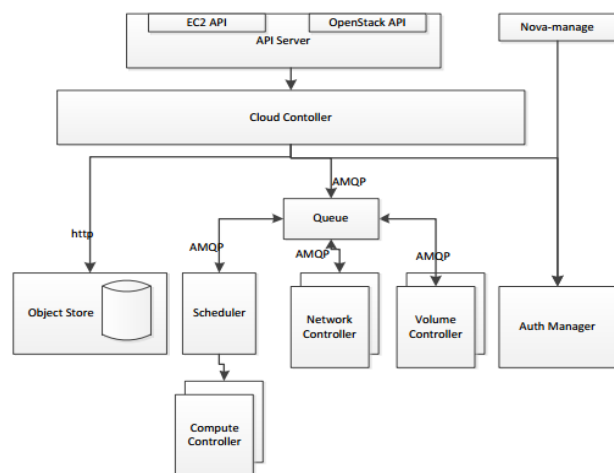 EC2 API
OpenStack API
API Server
Nova-manage
Cloud Contoller
AMQP
Queue
http
AMQP
AMQP
AMQP
Object Store
Scheduler
Network
Controller
Volume
Controller
Auth Manager
Compute
Controller